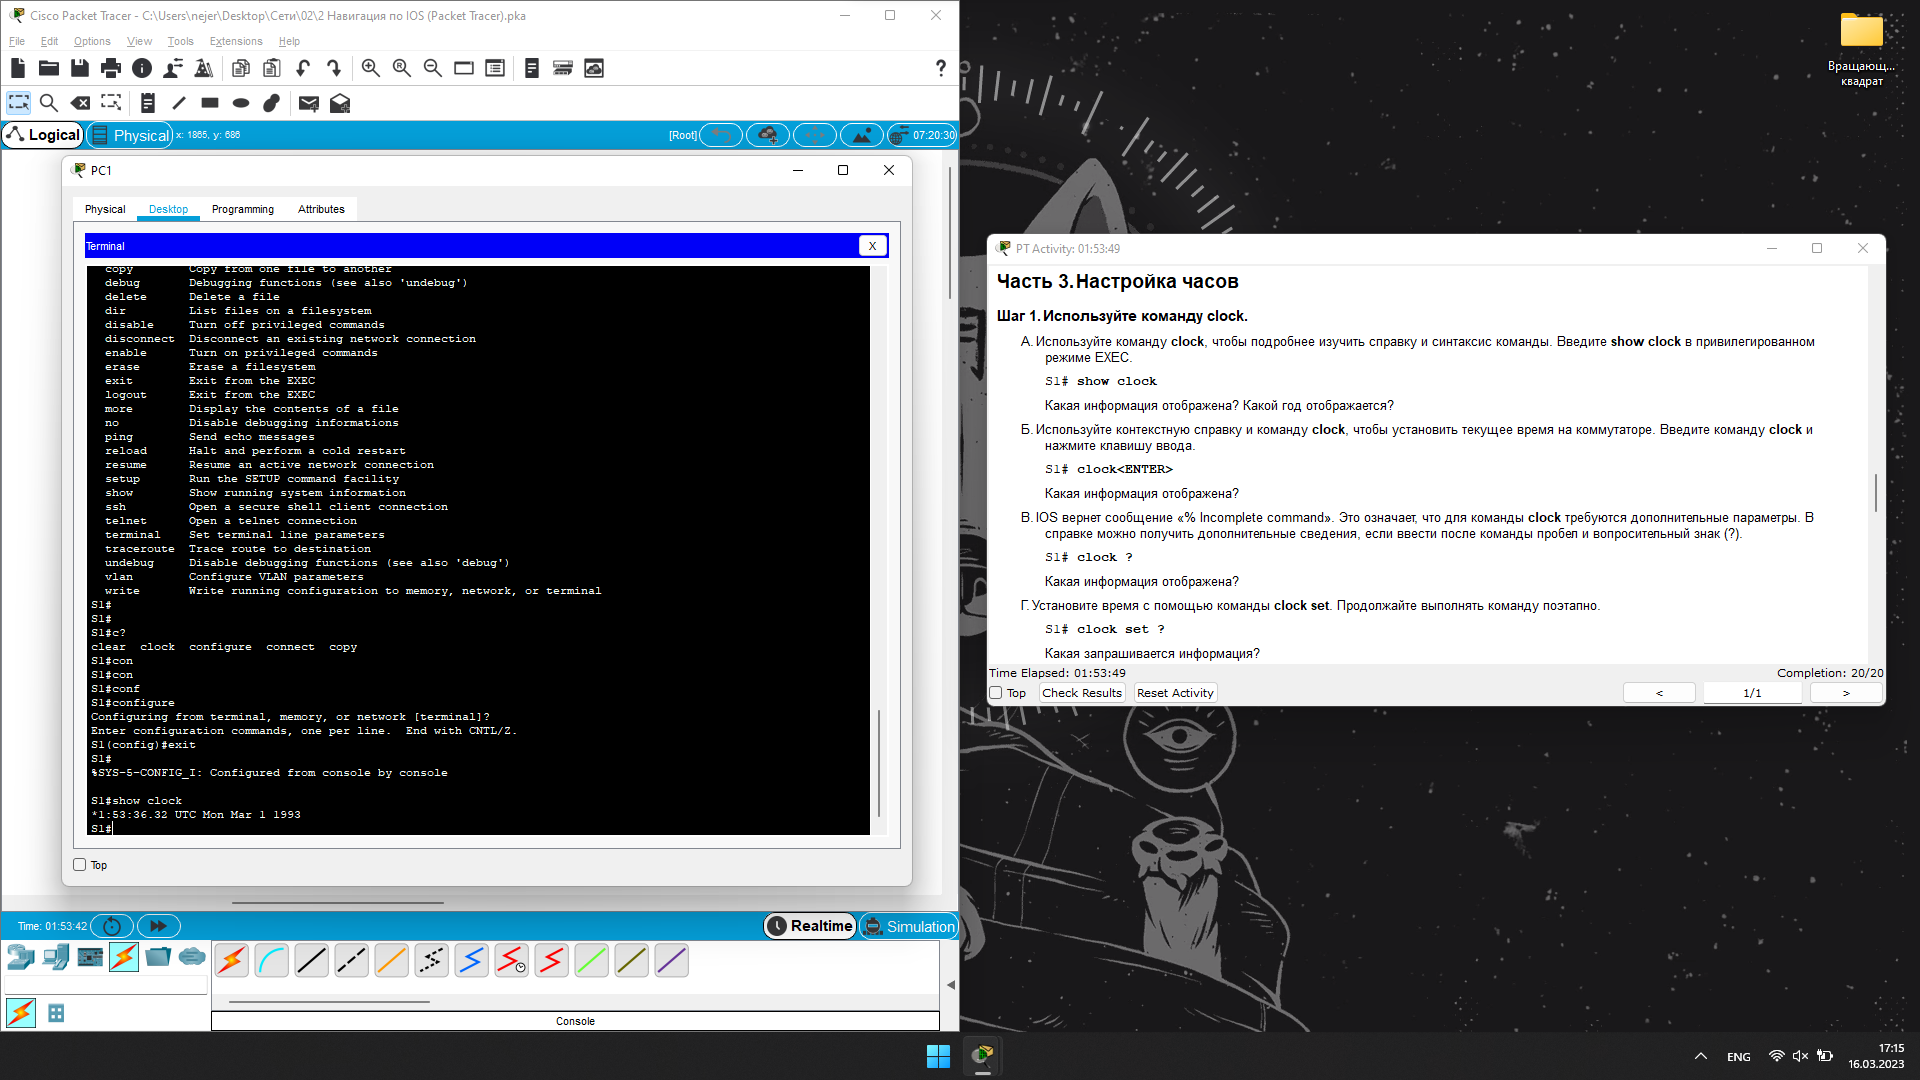 Cisco Packet Tracer - C:\Users\nejer\Desktop\Сети\02\2 Навигация по IOS (Packet Tracer).pka
File Edit Options View Tools Extensions Help
Logical Physical x: 1865, y: 686 [Root] 07:20:30
PC1
Physical Desktop Programming Attributes
Terminal X
copy Copy from one file to another
debug Debugging functions (see also 'undebug')
delete Delete a file
dir List files on a filesystem
disable Turn off privileged commands
disconnect Disconnect an existing network connection
enable Turn on privileged commands
erase Erase a filesystem
exit Exit from the EXEC
logout Exit from the EXEC
more Display the contents of a file
no Disable debugging informations
ping Send echo messages
reload Halt and perform a cold restart
resume Resume an active network connection
setup Run the SETUP command facility
show Show running system information
ssh Open a secure shell client connection
telnet Open a telnet connection
terminal Set terminal line parameters
traceroute Trace route to destination
undebug Disable debugging functions (see also 'debug')
vlan Configure VLAN parameters
write Write running configuration to memory, network, or terminal
S1#
S1#
S1#c?
clear clock configure connect copy
S1#con
S1#con
S1#conf
S1#configure
Configuring from terminal, memory, or network [terminal]?
Enter configuration commands, one per line. End with CNTL/Z.
S1(config)#exit
S1#
%SYS-5-CONFIG_I: Configured from console by console
S1#show clock
*1:53:36.32 UTC Mon Mar 1 1993
S1#
Top
Time: 01:53:42 Realtime Simulation
Console
Вращающ...
квадрат
PT Activity: 01:53:49
Часть 3. Настройка часов
Шаг 1. Используйте команду clock.
А. Используйте команду clock, чтобы подробнее изучить справку и синтаксис команды. Введите show clock в привилегированном
режиме EXEC.
S1# show clock
Какая информация отображена? Какой год отображается?
Б. Используйте контекстную справку и команду clock, чтобы установить текущее время на коммутаторе. Введите команду clock и
нажмите клавишу ввода.
S1# clock<ENTER>
Какая информация отображена?
В. IOS вернет сообщение «% Incomplete command». Это означает, что для команды clock требуются дополнительные параметры. В
справке можно получить дополнительные сведения, если ввести после команды пробел и вопросительный знак (?).
S1# clock ?
Какая информация отображена?
Г. Установите время с помощью команды clock set. Продолжайте выполнять команду поэтапно.
S1# clock set ?
Какая запрашивается информация?
Time Elapsed: 01:53:49 Completion: 20/20
Top Check Results Reset Activity < 1/1 >
ENG 17:15
16.03.2023